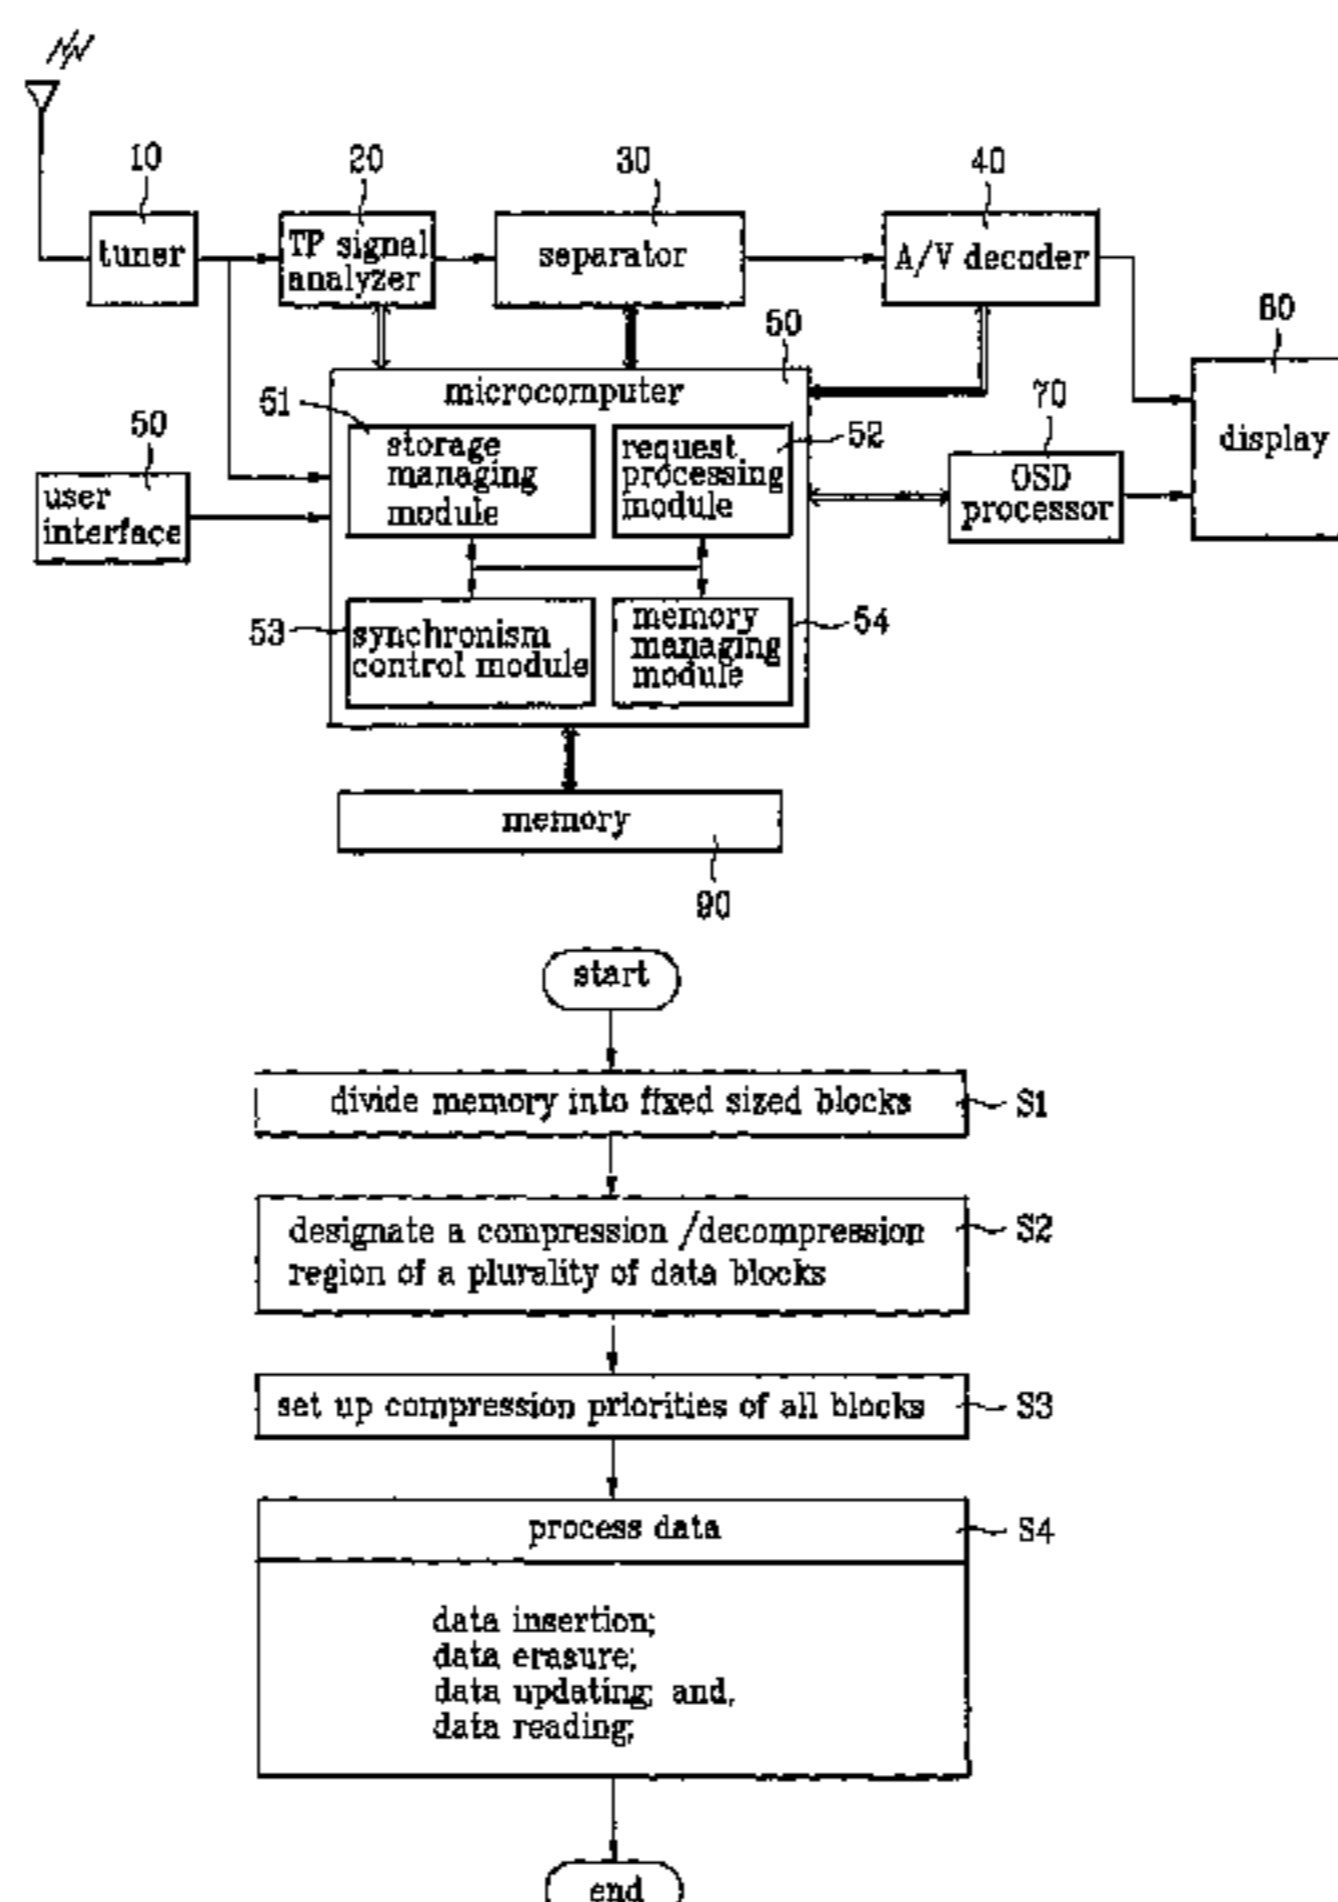 10
20
30
40
tuner
TP signal
analyzer
separator
A/V decoder
50
60
microcomputer
51
storage
managing
module
request
processing
module
52
70
OSD
processor
display
50
user
interface
53
synchronism
control module
memory
managing
module
54
memory
90
start
divide memory into fixed sized blocks
S1
designate a compression /decompression
region of a plurality of data blocks
S2
set up compression priorities of all blocks
S3
process data
S4
data insertion;
data erasure;
data updating; and,
data reading;
end